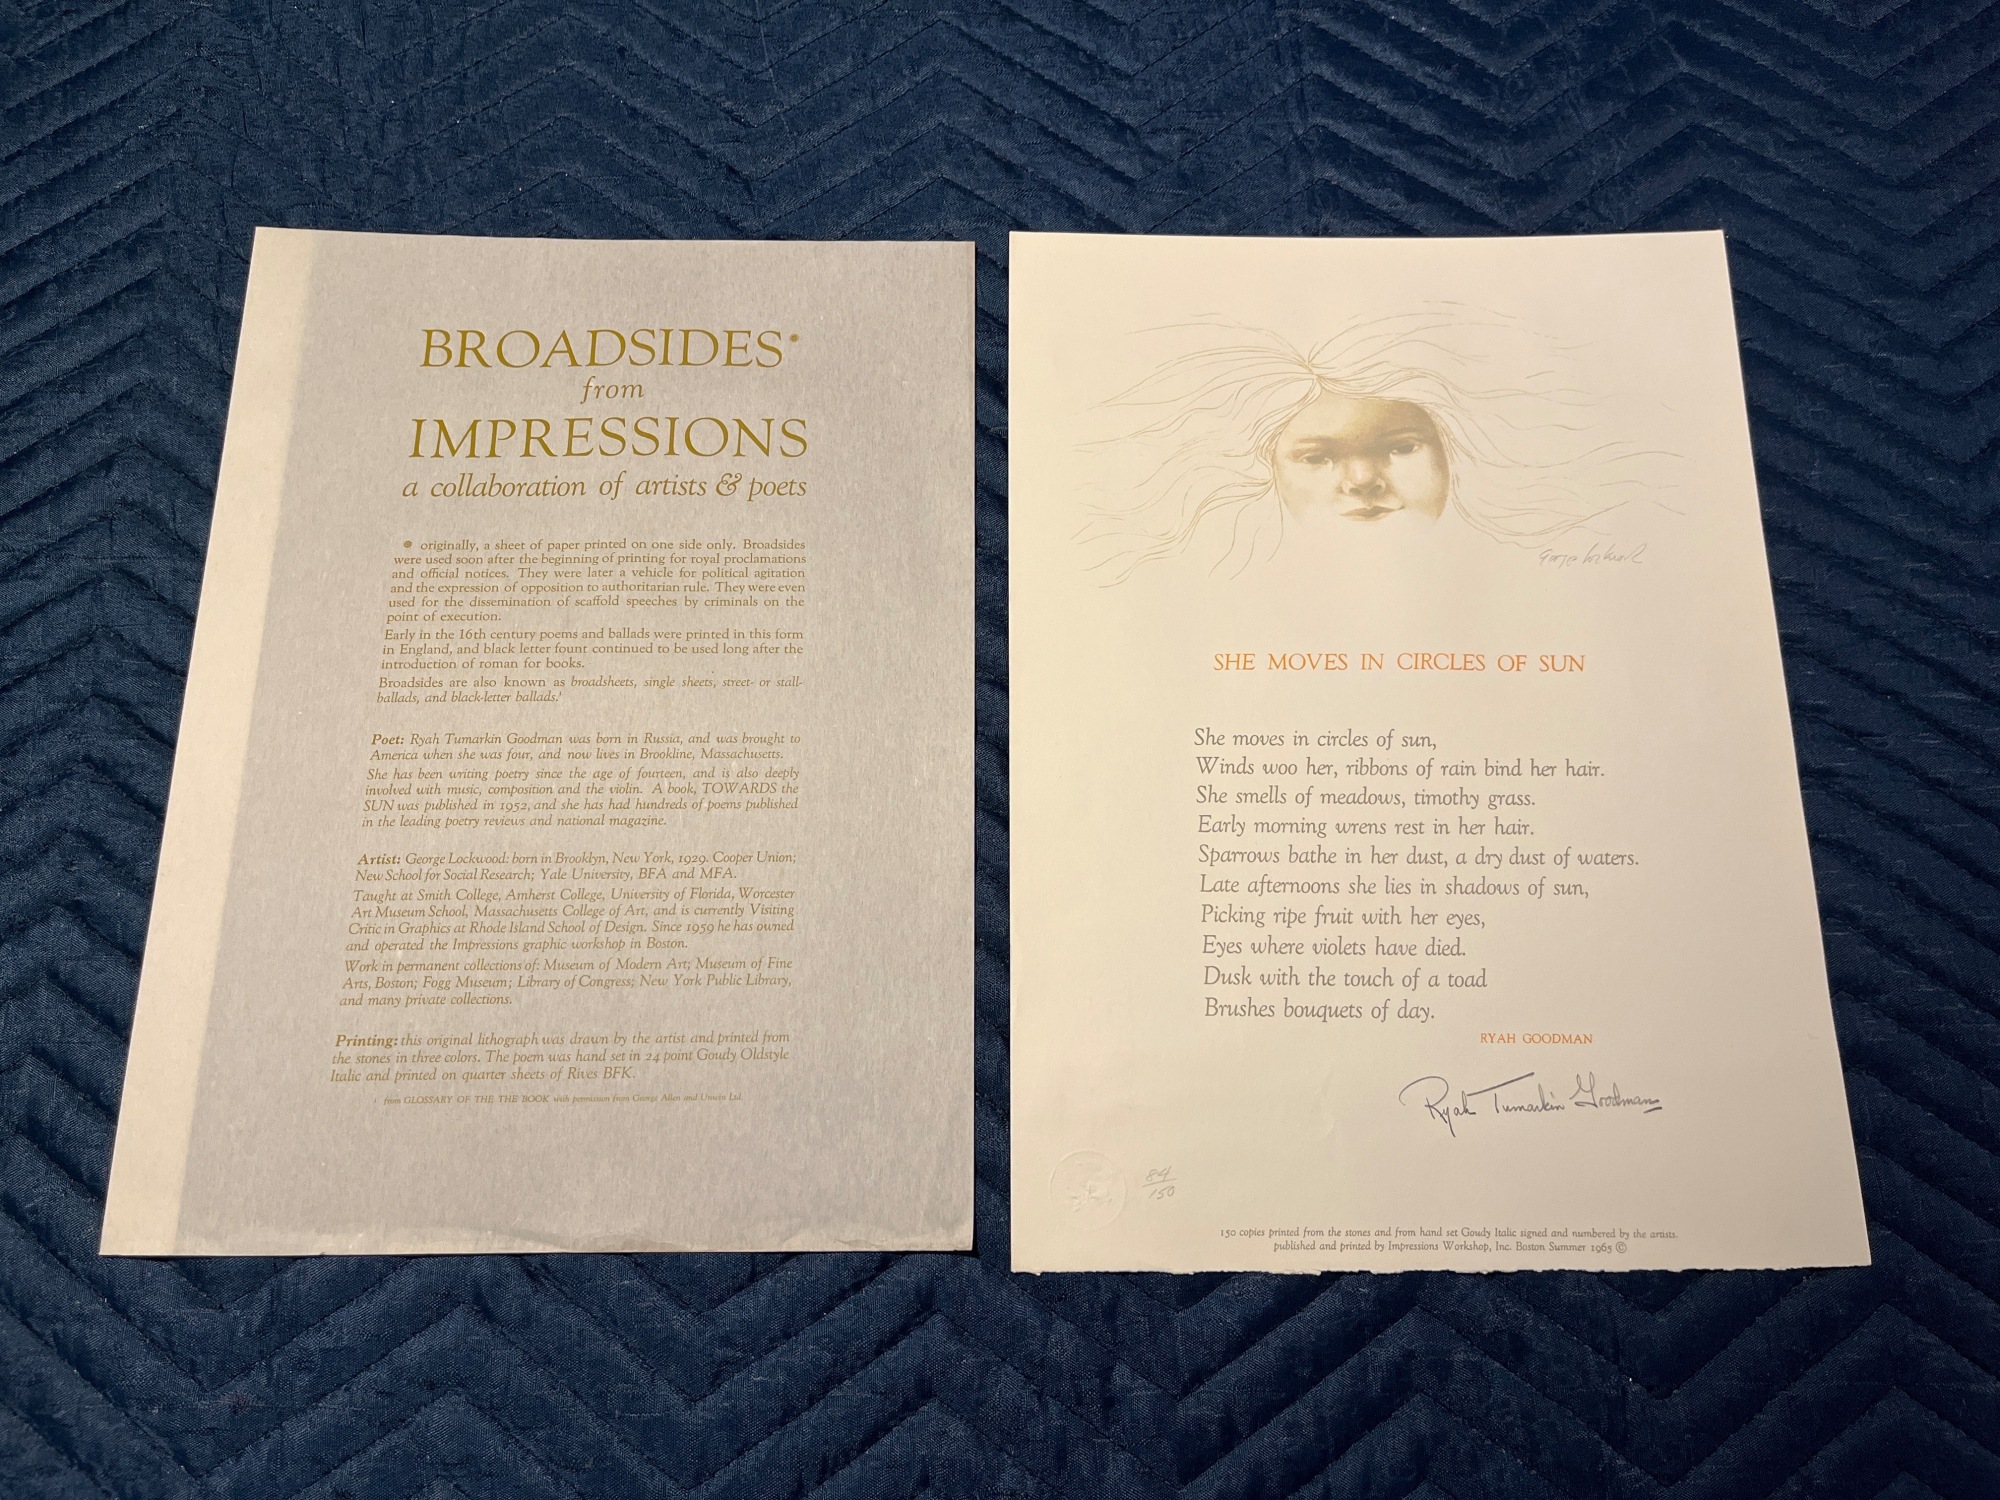 BROADSIDES*
from
IMPRESSIONS
a collaboration of artists & poets
* originally, a sheet of paper printed on one side only. Broadsides
were used soon after the beginning of printing for royal proclamations
and official notices. They were later a vehicle for political agitation
and the expression of opposition to authoritarian rule. They were even
used for the dissemination of scaffold speeches by criminals on the
point of execution.
Early in the 16th century poems and ballads were printed in this form
in England, and black letter fount continued to be used long after the
introduction of roman for books.
Broadsides are also known as broadsheets, single sheets, street- or stall-
ballads, and black-letter ballads.¹
Poet: Ryah Tumarkin Goodman was born in Russia, and was brought to
America when she was four, and now lives in Brookline, Massachusetts.
She has been writing poetry since the age of fourteen, and is also deeply
involved with music, composition and the violin. A book, TOWARDS the
SUN was published in 1952, and she has had hundreds of poems published
in the leading poetry reviews and national magazine.
Artist: George Lockwood: born in Brooklyn, New York, 1929. Cooper Union;
New School for Social Research; Yale University, BFA and MFA.
Taught at Smith College, Amherst College, University of Florida, Worcester
Art Museum School, Massachusetts College of Art, and is currently Visiting
Critic in Graphics at Rhode Island School of Design. Since 1959 he has owned
and operated the Impressions graphic workshop in Boston.
Work in permanent collections of: Museum of Modern Art; Museum of Fine
Arts, Boston; Fogg Museum; Library of Congress; New York Public Library,
and many private collections.
Printing: this original lithograph was drawn by the artist and printed from
the stones in three colors. The poem was hand set in 24 point Goudy Oldstyle
Italic and printed on quarter sheets of Rives BFK.
¹ from GLOSSARY OF THE THE BOOK with permission from George Allen and Unwin Ltd.
George Lockwood
SHE MOVES IN CIRCLES OF SUN
She moves in circles of sun,
Winds woo her, ribbons of rain bind her hair.
She smells of meadows, timothy grass.
Early morning wrens rest in her hair.
Sparrows bathe in her dust, a dry dust of waters.
Late afternoons she lies in shadows of sun,
Picking ripe fruit with her eyes,
Eyes where violets have died.
Dusk with the touch of a toad
Brushes bouquets of day.
RYAH GOODMAN
Ryah Tumarkin Goodman
84/150
150 copies printed from the stones and from hand set Goudy Italic signed and numbered by the artists.
published and printed by Impressions Workshop, Inc. Boston Summer 1965 ©